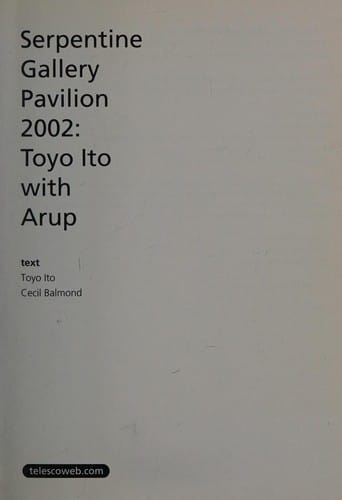 Serpentine
Gallery
Pavilion
2002:
Toyo Ito
with
Arup
text
Toyo Ito
Cecil Balmond
telescoweb.com